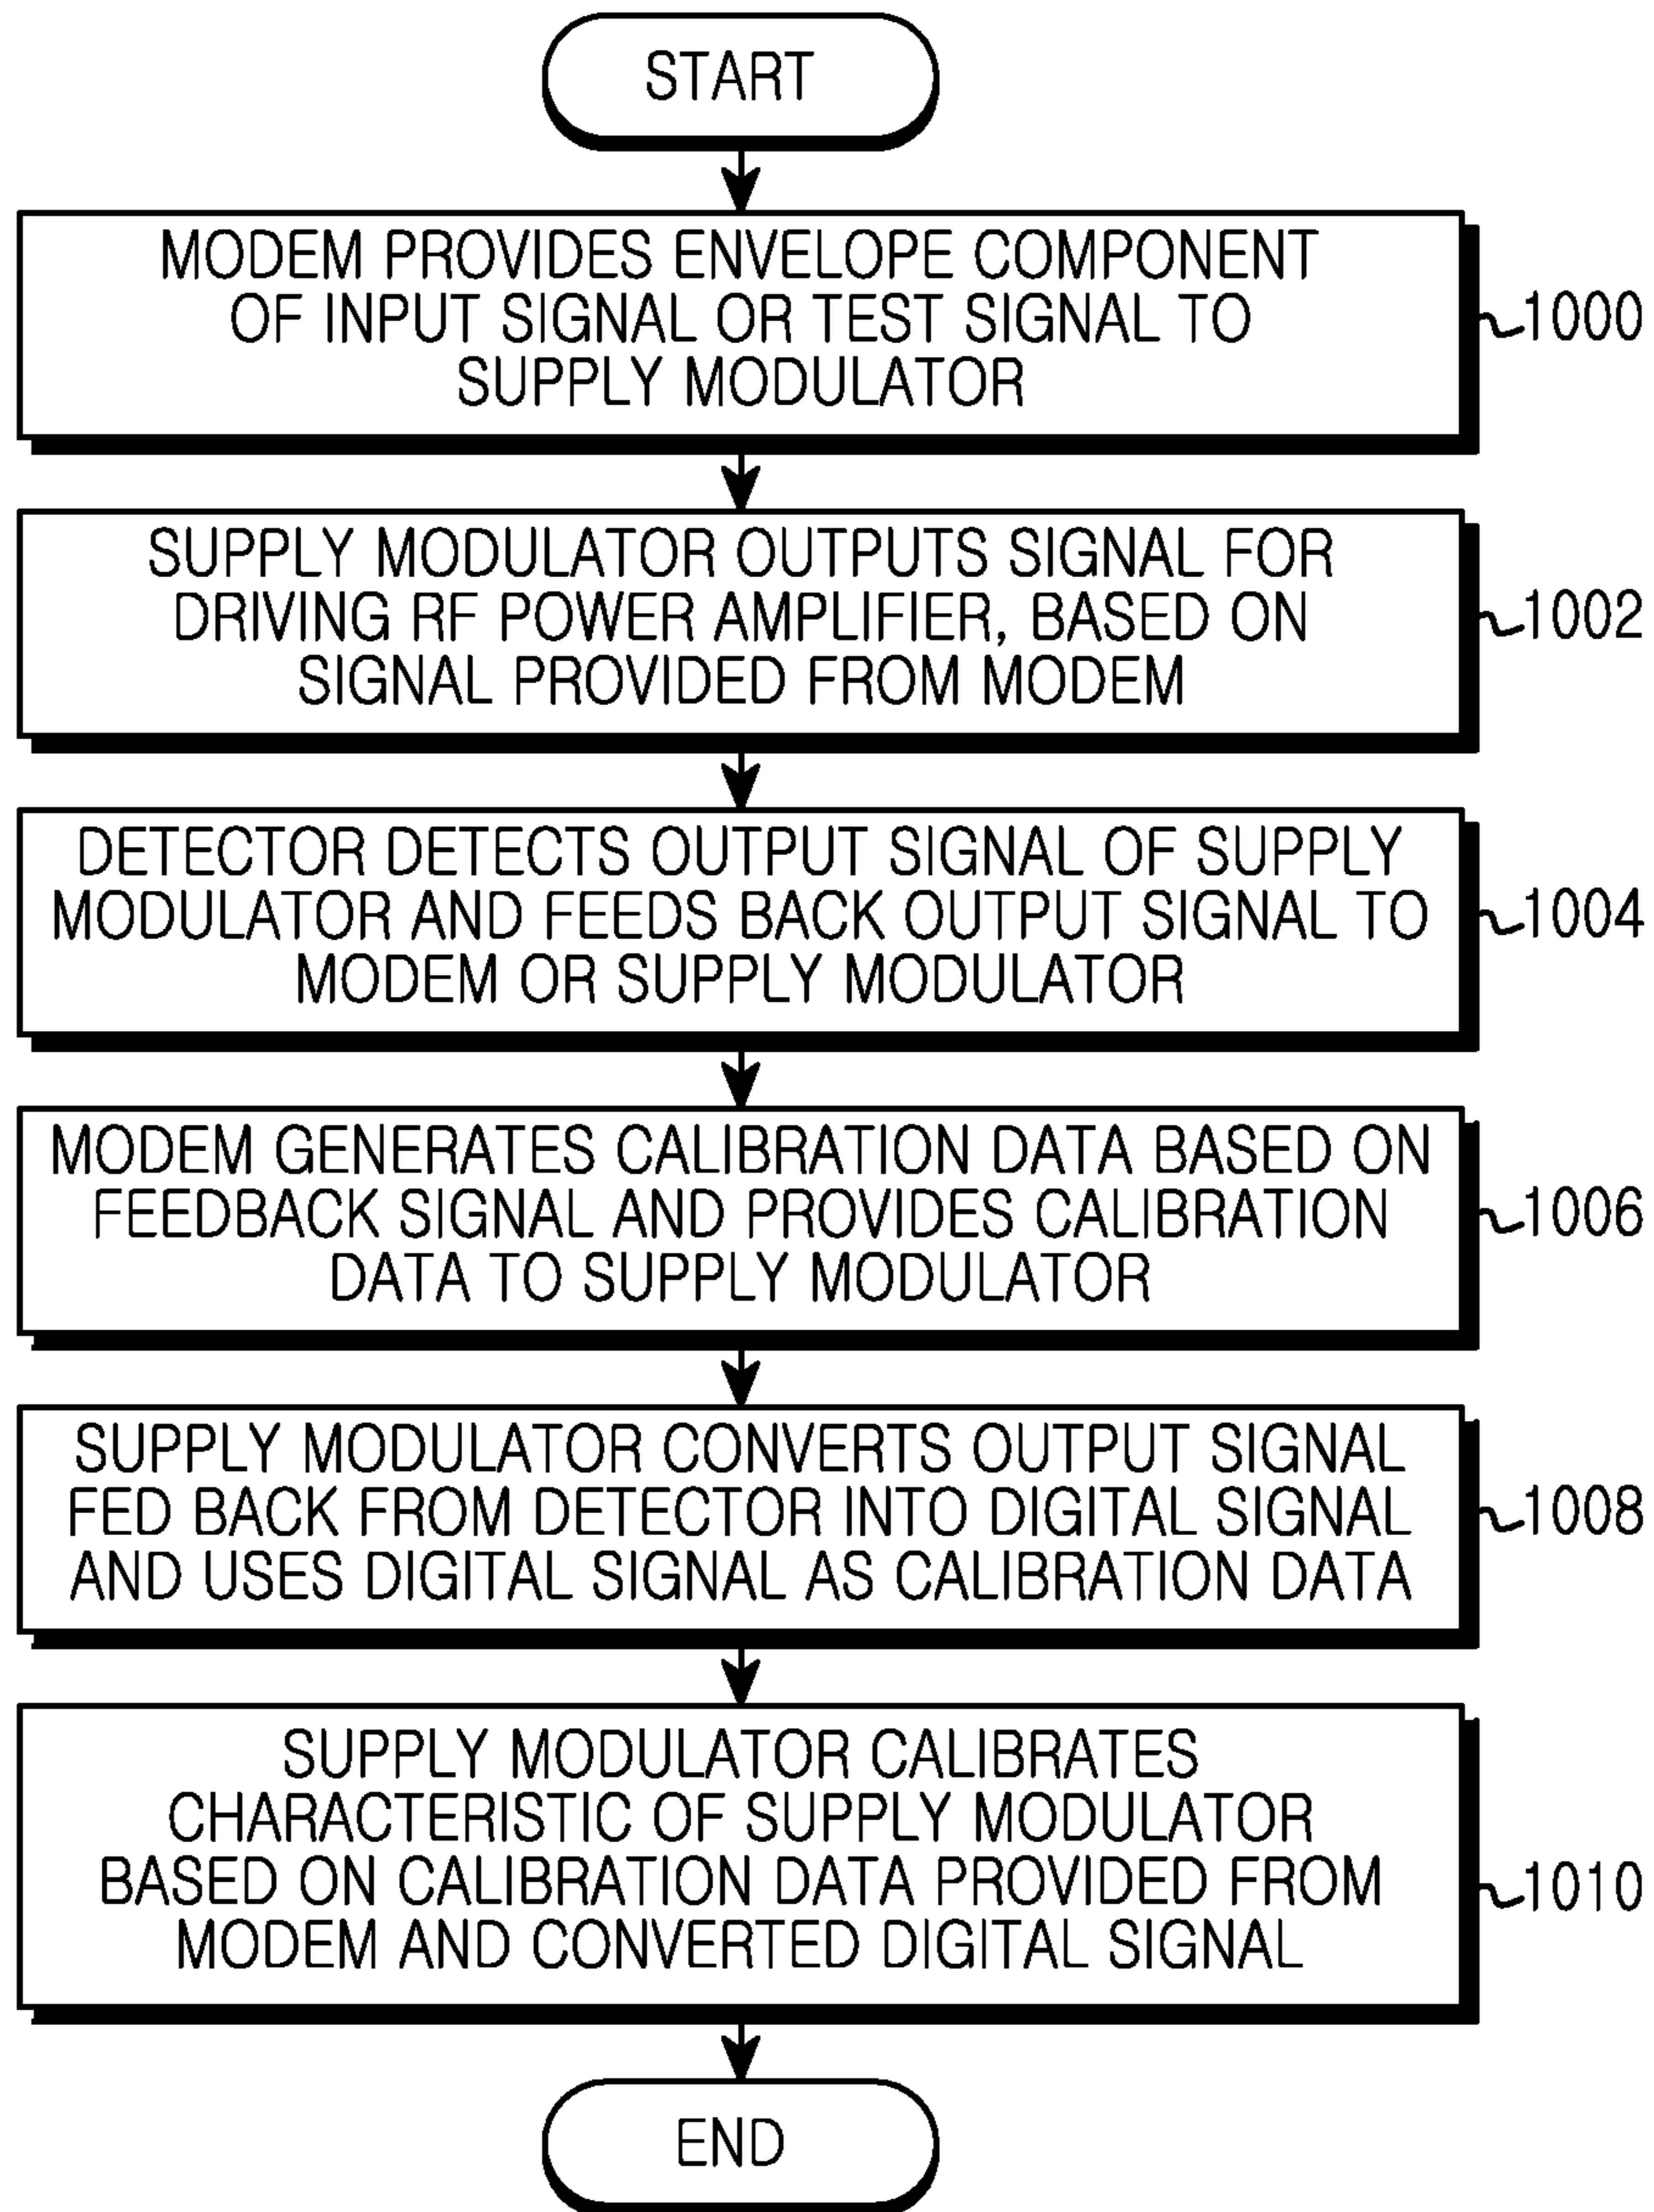 START
MODEM PROVIDES ENVELOPE COMPONENT
OF INPUT SIGNAL OR TEST SIGNAL TO
SUPPLY MODULATOR
1000
SUPPLY MODULATOR OUTPUTS SIGNAL FOR
DRIVING RF POWER AMPLIFIER, BASED ON
SIGNAL PROVIDED FROM MODEM
1002
DETECTOR DETECTS OUTPUT SIGNAL OF SUPPLY
MODULATOR AND FEEDS BACK OUTPUT SIGNAL TO
MODEM OR SUPPLY MODULATOR
1004
MODEM GENERATES CALIBRATION DATA BASED ON
FEEDBACK SIGNAL AND PROVIDES CALIBRATION
DATA TO SUPPLY MODULATOR
1006
SUPPLY MODULATOR CONVERTS OUTPUT SIGNAL
FED BACK FROM DETECTOR INTO DIGITAL SIGNAL
AND USES DIGITAL SIGNAL AS CALIBRATION DATA
1008
SUPPLY MODULATOR CALIBRATES
CHARACTERISTIC OF SUPPLY MODULATOR
BASED ON CALIBRATION DATA PROVIDED FROM
MODEM AND CONVERTED DIGITAL SIGNAL
1010
END